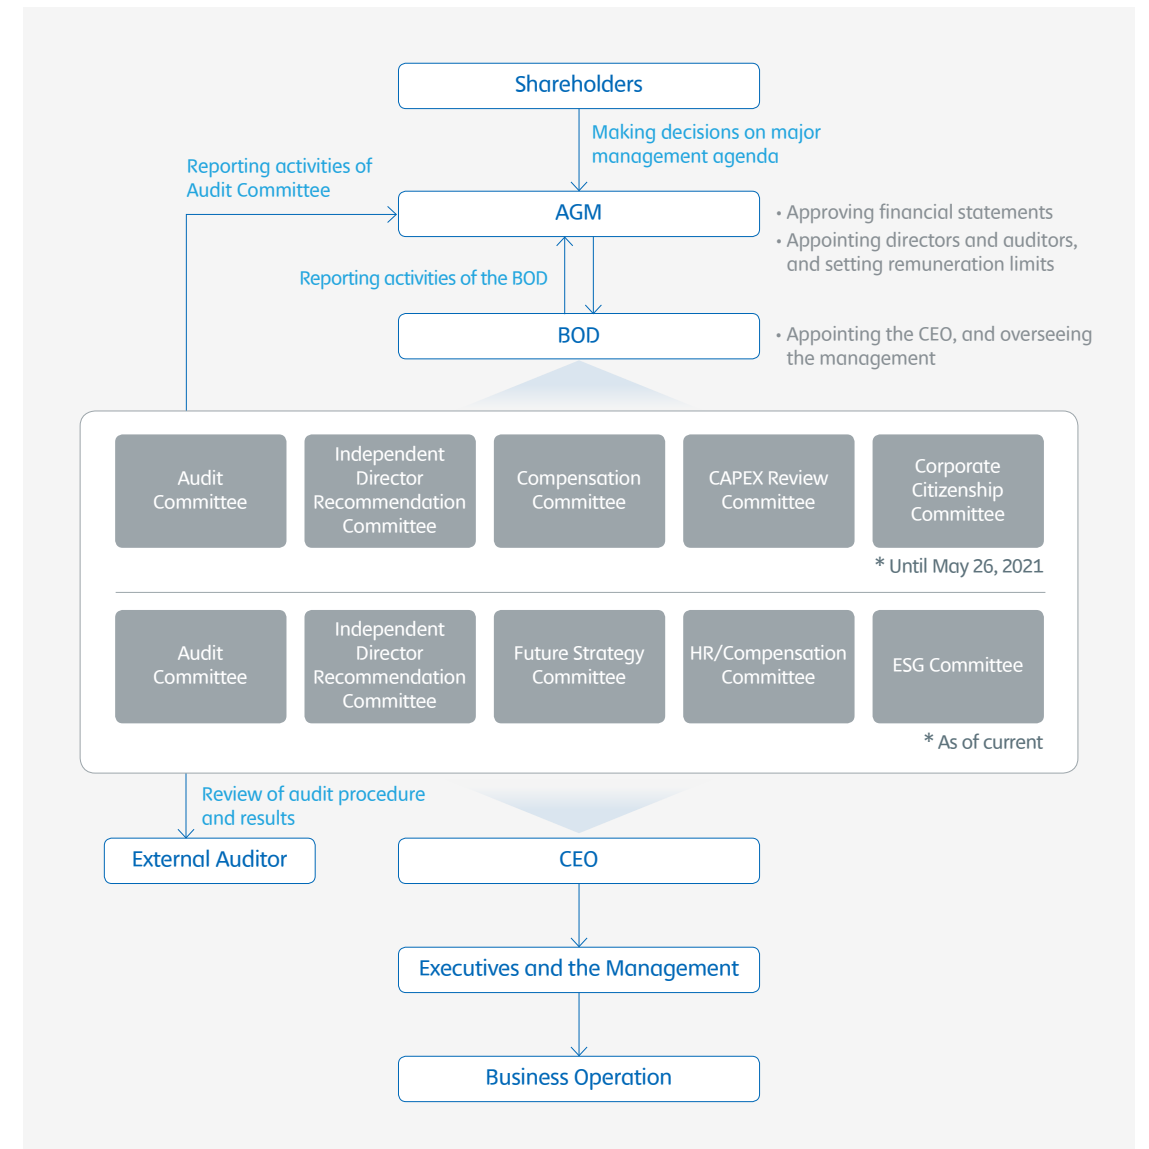 Shareholders
Making decisions on major
management agenda
Reporting activities of
Audit Committee
AGM
• Approving financial statements
• Appointing directors and auditors,
and setting remuneration limits
Reporting activities of the BOD
BOD
• Appointing the CEO, and overseeing
the management
Audit
Committee
Independent
Director
Recommendation
Committee
Compensation
Committee
CAPEX Review
Committee
Corporate
Citizenship
Committee
* Until May 26, 2021
Audit
Committee
Independent
Director
Recommendation
Committee
Future Strategy
Committee
HR/Compensation
Committee
ESG Committee
* As of current
Review of audit procedure
and results
External Auditor
CEO
Executives and the Management
Business Operation